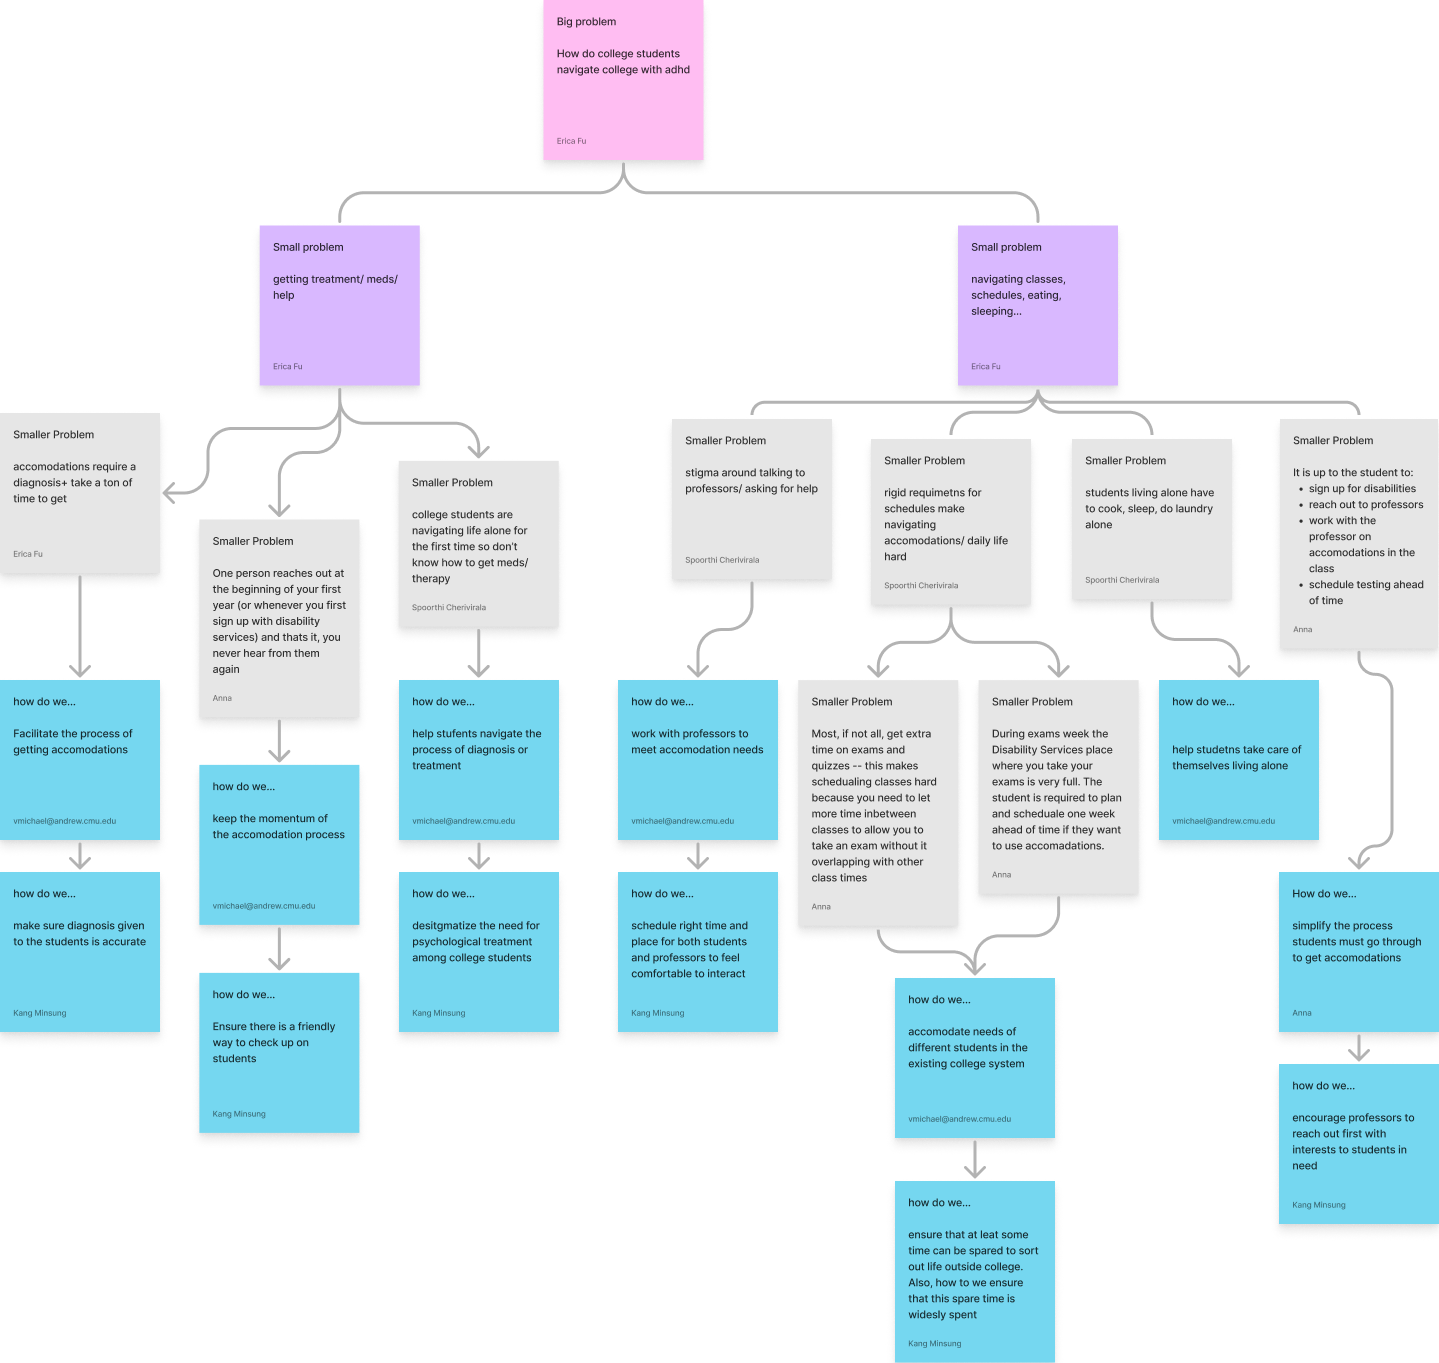 Big problem
How do college students
navigate college with adhd
Erica Fu
Small problem
getting treatment/ meds/
help
Erica Fu
Small problem
navigating classes,
schedules, eating,
sleeping...
Erica Fu
Smaller Problem
accomodations require a
diagnosis+ take a ton of
time to get
Erica Fu
Smaller Problem
One person reaches out at
the beginning of your first
year (or whenever you first
sign up with disability
services) and thats it, you
never hear from them
again
Anna
Smaller Problem
college students are
navigating life alone for
the first time so don't
know how to get meds/
therapy
Spoorthi Cherivirala
Smaller Problem
stigma around talking to
professors/ asking for help
Spoorthi Cherivirala
Smaller Problem
rigid requimetns for
schedules make
navigating
accomodations/ daily life
hard
Spoorthi Cherivirala
Smaller Problem
students living alone have
to cook, sleep, do laundry
alone
Spoorthi Cherivirala
Smaller Problem
It is up to the student to:
• sign up for disabilities
• reach out to professors
• work with the
professor on
accomodations in the
class
• schedule testing ahead
of time
Anna
how do we...
Facilitate the process of
getting accomodations
vmichael@andrew.cmu.edu
how do we...
keep the momentum of
the accomodation process
vmichael@andrew.cmu.edu
how do we...
help stufents navigate the
process of diagnosis or
treatment
vmichael@andrew.cmu.edu
how do we...
work with professors to
meet accomodation needs
vmichael@andrew.cmu.edu
Smaller Problem
Most, if not all, get extra
time on exams and
quizzes -- this makes
schedualing classes hard
because you need to let
more time inbetween
classes to allow you to
take an exam without it
overlapping with other
class times
Anna
Smaller Problem
During exams week the
Disability Services place
where you take your
exams is very full. The
student is required to plan
and scheduale one week
ahead of time if they want
to use accomadations.
Anna
how do we...
help studetns take care of
themselves living alone
vmichael@andrew.cmu.edu
how do we...
make sure diagnosis given
to the students is accurate
Kang Minsung
how do we...
Ensure there is a friendly
way to check up on
students
Kang Minsung
how do we...
desitgmatize the need for
psychological treatment
among college students
Kang Minsung
how do we...
schedule right time and
place for both students
and professors to feel
comfortable to interact
Kang Minsung
how do we...
accomodate needs of
different students in the
existing college system
vmichael@andrew.cmu.edu
How do we...
simplify the process
students must go through
to get accomodations
Anna
how do we...
ensure that at leat some
time can be spared to sort
out life outside college.
Also, how to we ensure
that this spare time is
widesly spent
Kang Minsung
how do we...
encourage professors to
reach out first with
interests to students in
need
Kang Minsung